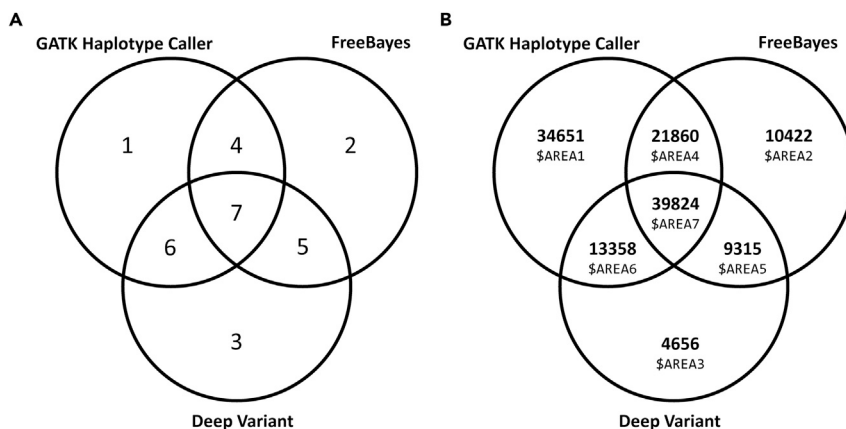 A
GATK Haplotype Caller
FreeBayes
1
4
2
7
6
5
3
Deep Variant
B
GATK Haplotype Caller
FreeBayes
34651
$AREA1
21860
$AREA4
10422
$AREA2
39824
$AREA7
13358
$AREA6
9315
$AREA5
4656
$AREA3
Deep Variant